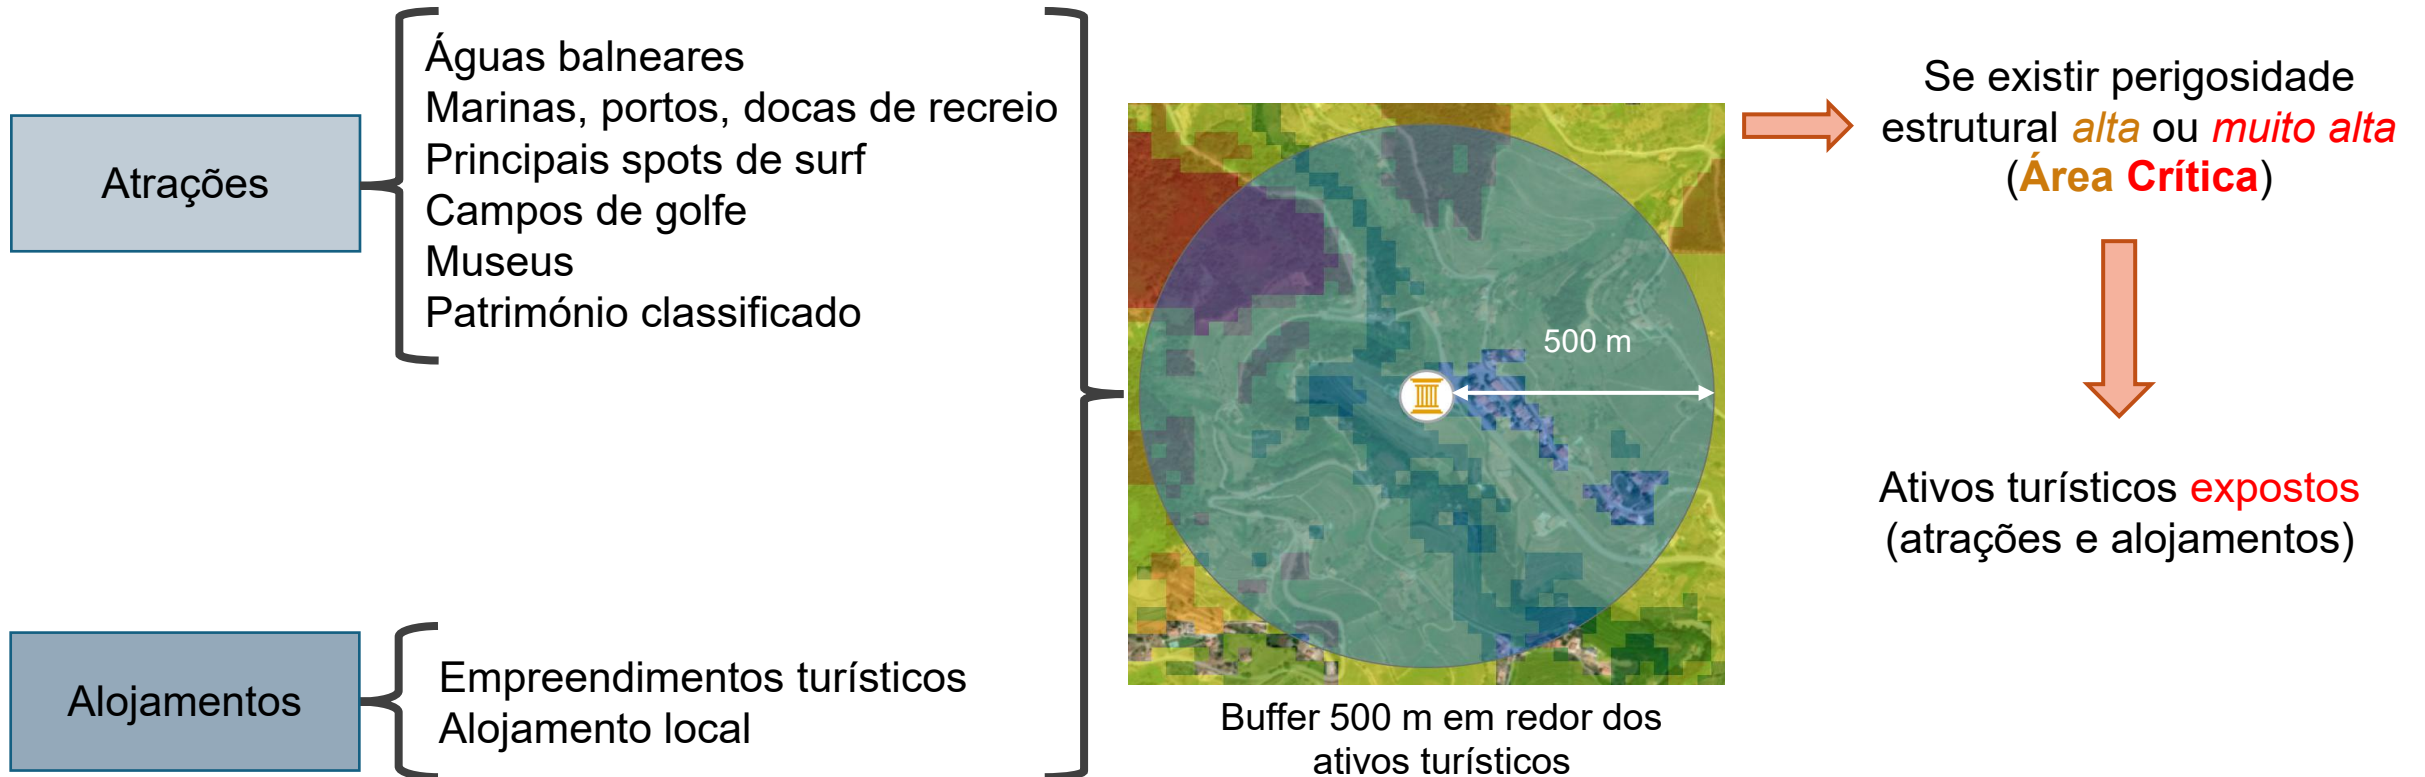 Atrações
Águas balneares
Marinas, portos, docas de recreio
Principais spots de surf
Campos de golfe
Museus
Património classificado
Alojamentos
Empreendimentos turísticos
Alojamento local
500 m
Buffer 500 m em redor dos
ativos turísticos
Se existir perigosidade
estrutural alta ou muito alta
(Área Crítica)
Ativos turísticos expostos
(atrações e alojamentos)